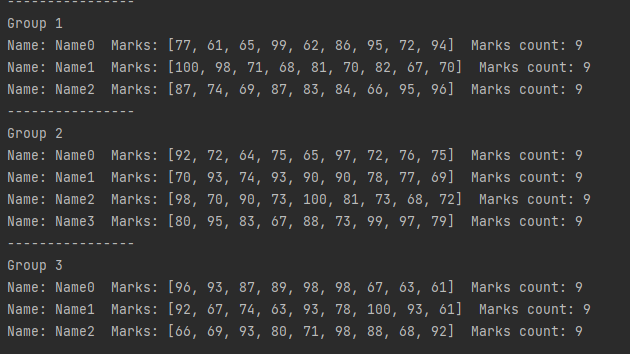 ----------------
Group 1
Name: Name0  Marks: [77, 61, 65, 99, 62, 86, 95, 72, 94]  Marks count: 9
Name: Name1  Marks: [100, 98, 71, 68, 81, 70, 82, 67, 70]  Marks count: 9
Name: Name2  Marks: [87, 74, 69, 87, 83, 84, 66, 95, 96]  Marks count: 9
----------------
Group 2
Name: Name0  Marks: [92, 72, 64, 75, 65, 97, 72, 76, 75]  Marks count: 9
Name: Name1  Marks: [70, 93, 74, 93, 90, 90, 78, 77, 69]  Marks count: 9
Name: Name2  Marks: [98, 70, 90, 73, 100, 81, 73, 68, 72]  Marks count: 9
Name: Name3  Marks: [80, 95, 83, 67, 88, 73, 99, 97, 79]  Marks count: 9
----------------
Group 3
Name: Name0  Marks: [96, 93, 87, 89, 98, 98, 67, 63, 61]  Marks count: 9
Name: Name1  Marks: [92, 67, 74, 63, 93, 78, 100, 93, 61]  Marks count: 9
Name: Name2  Marks: [66, 69, 93, 80, 71, 98, 88, 68, 92]  Marks count: 9